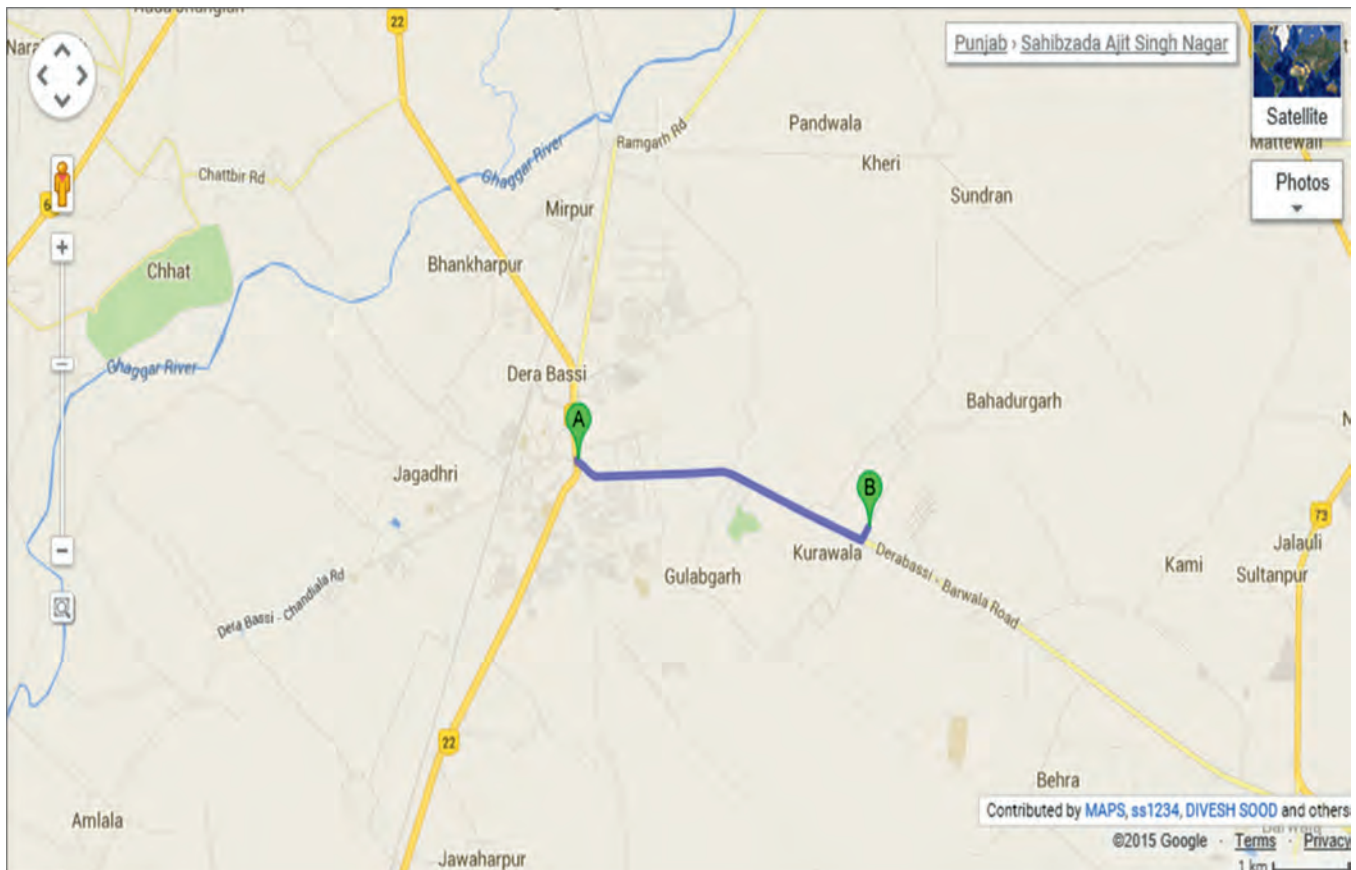 22
Punjab › Sahibzada Ajit Singh Nagar
Satellite
Ramgarh Rd
Pandwala
Mattewali
Ghaggar River
Kheri
Chattbir Rd
Photos
Sundran
Mirpur
Bhankharpur
Chhat
Ghaggar River
Dera Bassi
Bahadurgarh
A
Jagadhri
B
73
Kurawala
Derabassi - Barwala Road
Jalauli
Kami
Sultanpur
Gulabgarh
Dera Bassi - Chandiala Rd
22
Behra
Contributed by MAPS, ss1234, DIVESH SOOD and others
Amlala
©2015 Google · Terms · Privacy
Jawaharpur
1 km